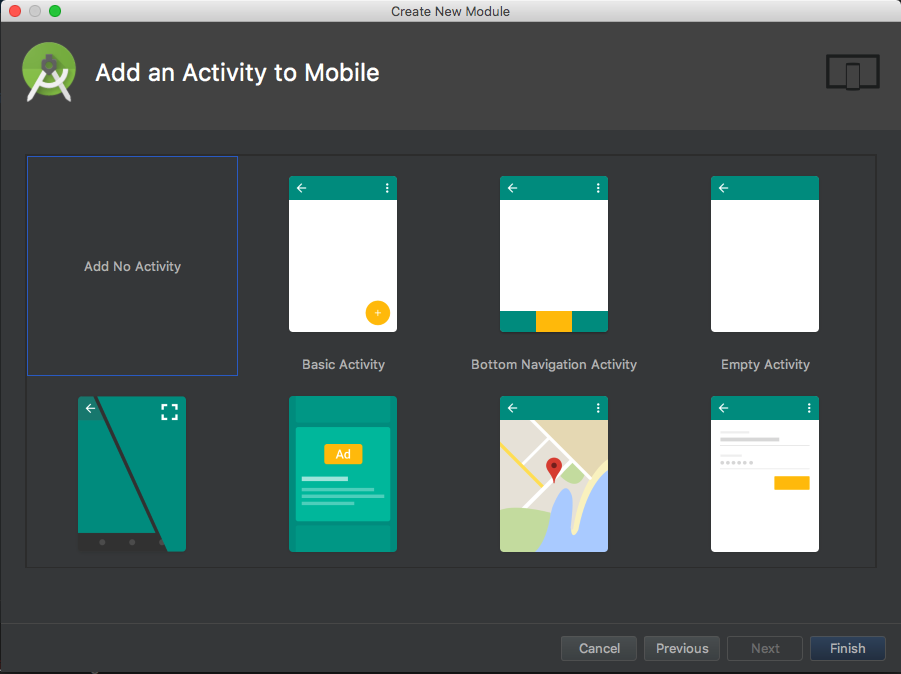 Create New Module
Add an Activity to Mobile
Add No Activity
Basic Activity
Bottom Navigation Activity
Empty Activity
Ad
Cancel
Previous
Next
Finish